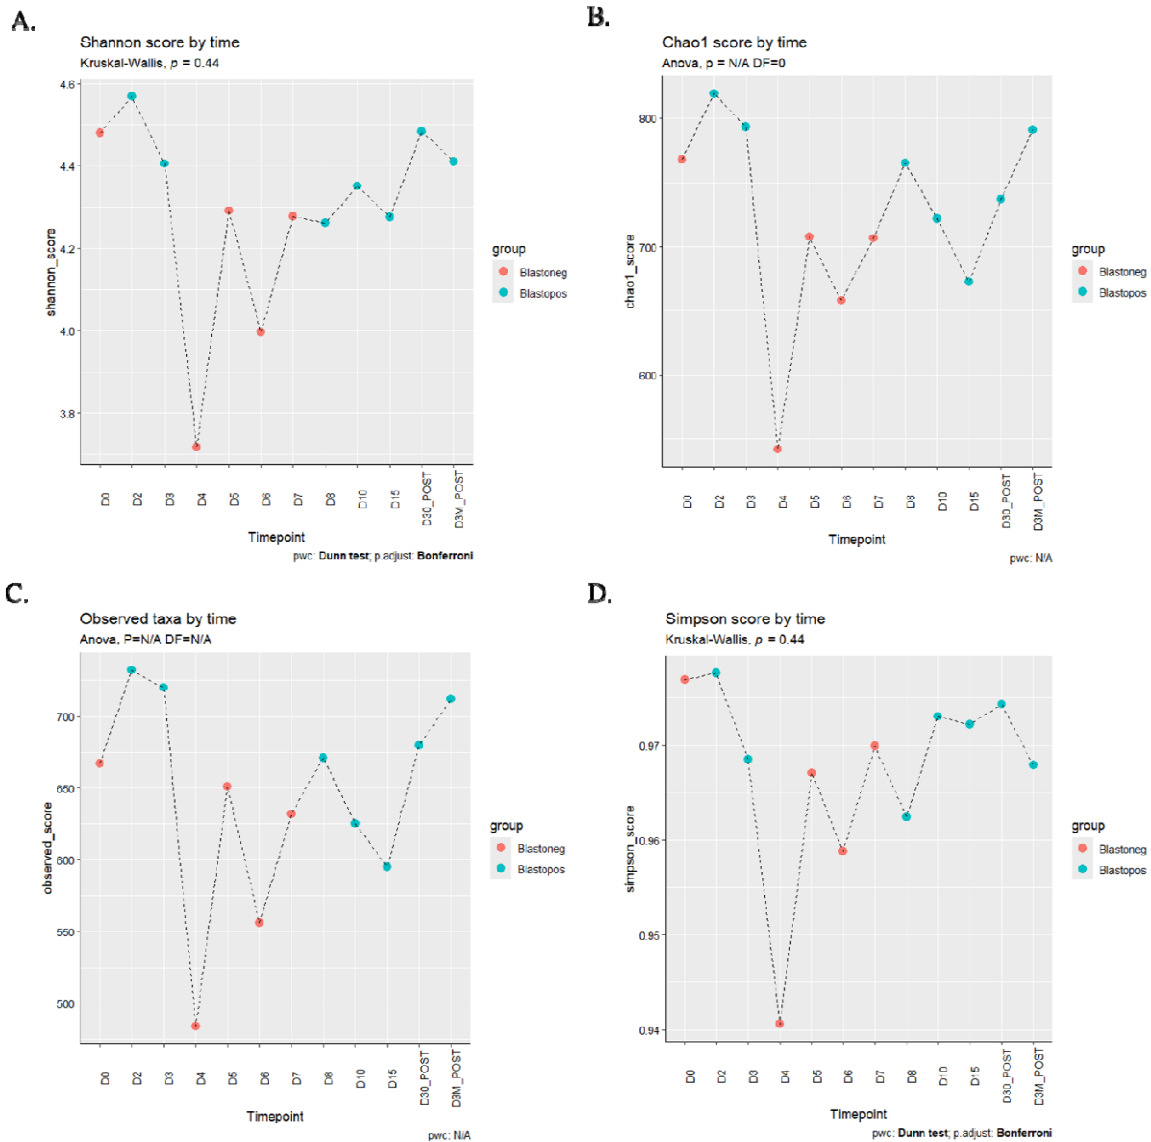 A.
Shannon score by time
Kruskal-Wallis, p = 0.44
4.6
4.4
4.2
4.0
3.8
shannon_score
D0
D2
D3
D4
D5
D6
D7
D8
D10
D15
D30_POST
D3M_POST
Timepoint
pwc: Dunn test; p.adjust: Bonferroni
group
Blastoneg
Blastopos
B.
Chao1 score by time
Anova, p = N/A DF=0
800
700
600
chao1_score
D0
D2
D3
D4
D5
D6
D7
D8
D10
D15
D30_POST
D3M_POST
Timepoint
pwc: N/A
group
Blastoneg
Blastopos
C.
Observed taxa by time
Anova, P=N/A DF=N/A
700
650
600
550
500
observed_score
D0
D2
D3
D4
D5
D6
D7
D8
D10
D15
D30_POST
D3M_POST
Timepoint
pwc: N/A
group
Blastoneg
Blastopos
D.
Simpson score by time
Kruskal-Wallis, p = 0.44
0.97
0.96
0.95
0.94
simpson_score
D0
D2
D3
D4
D5
D6
D7
D8
D10
D15
D30_POST
D3M_POST
Timepoint
pwc: Dunn test; p.adjust: Bonferroni
group
Blastoneg
Blastopos